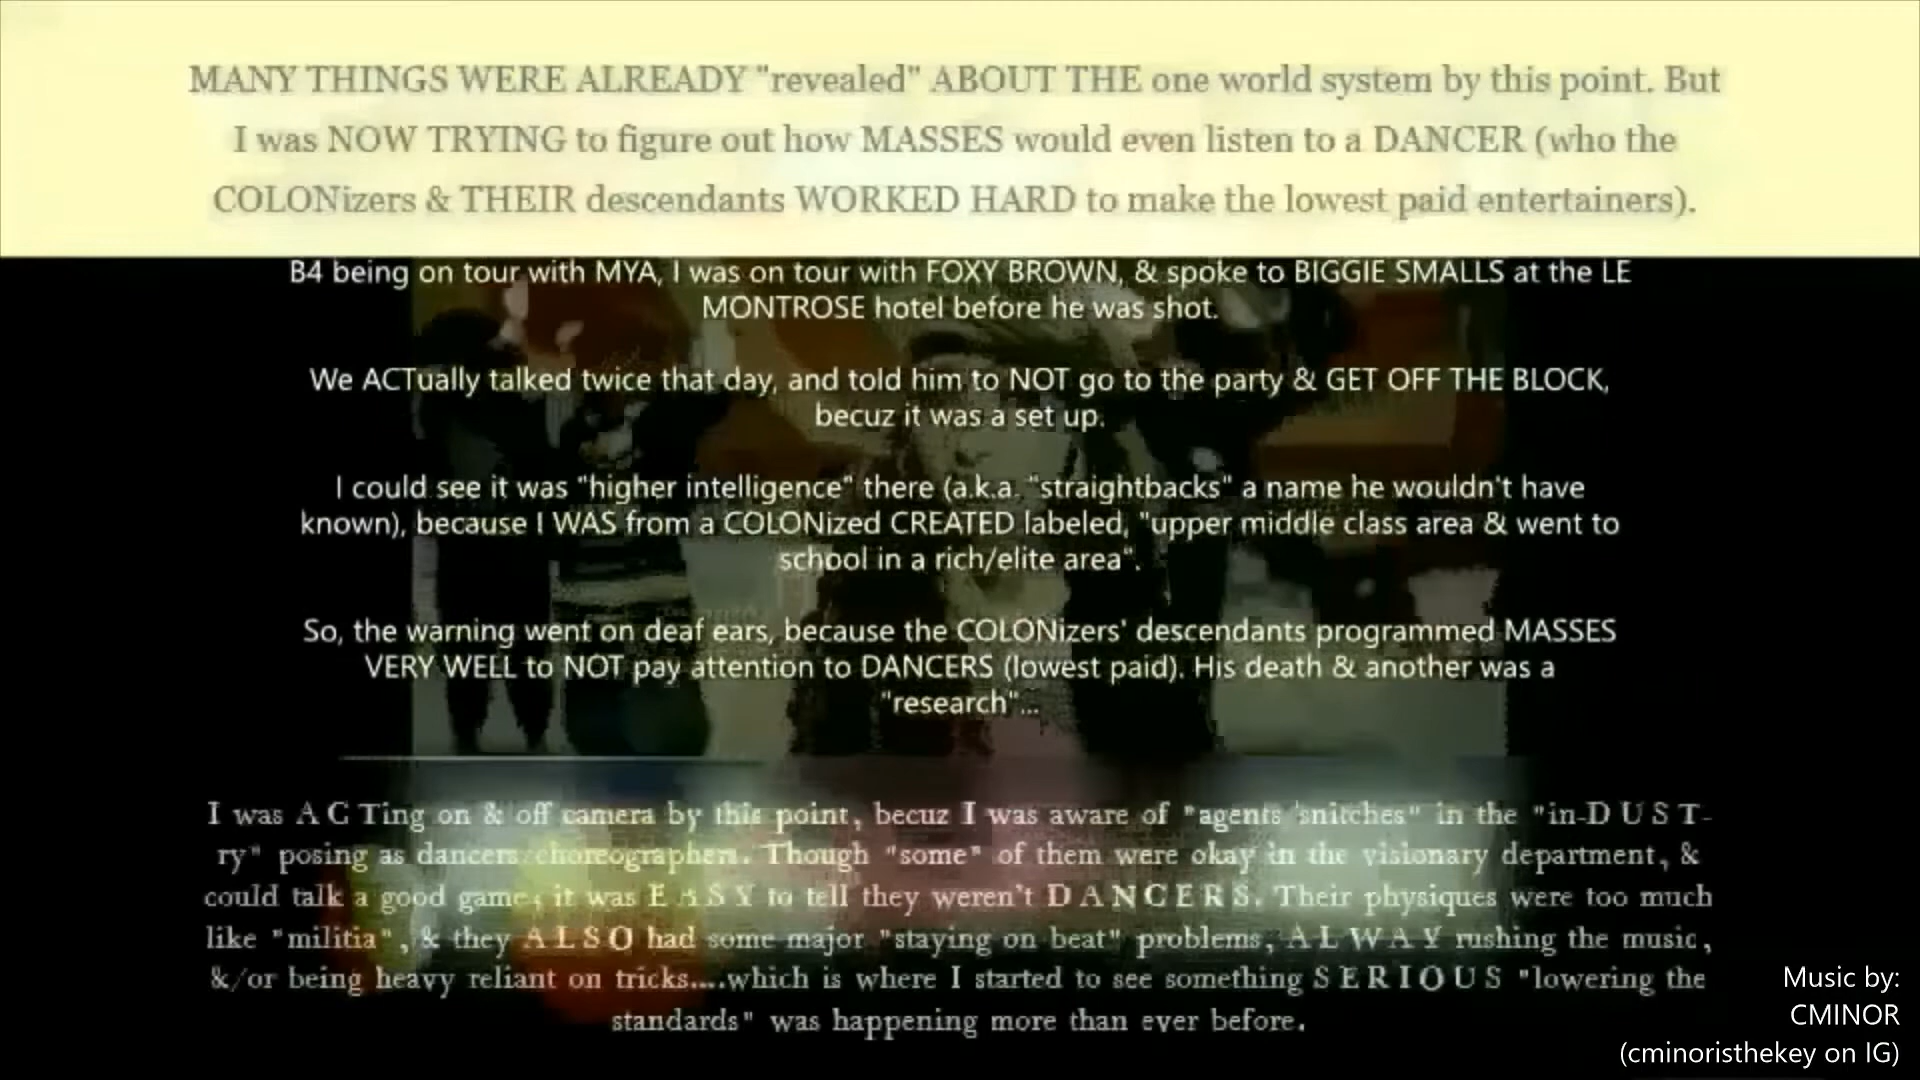 MANY THINGS WERE ALREADY "revealed" ABOUT THE one world system by this point. But
I was NOW TRYING to figure out how MASSES would even listen to a DANCER (who the
COLONizers & THEIR descendants WORKED HARD to make the lowest paid entertainers).
B4 being on tour with MYA, I was on tour with FOXY BROWN, & spoke to BIGGIE SMALLS at the LE
MONTROSE hotel before he was shot.
We ACTually talked twice that day, and told him to NOT go to the party & GET OFF THE BLOCK,
becuz it was a set up.
I could see it was "higher intelligence" there (a.k.a. "straightbacks" a name he wouldn't have
known), because I WAS from a COLONized CREATED labeled, "upper middle class area & went to
school in a rich/elite area".
So, the warning went on deaf ears, because the COLONizers' descendants programmed MASSES
VERY WELL to NOT pay attention to DANCERS (lowest paid). His death & another was a
"research"...
I was A C Ting on & off camera by this point, becuz I was aware of "agents snitches" in the "in-D U S T-
ry" posing as dancers choreographers. Though "some" of them were okay in the visionary department, &
could talk a good game, it was E A S Y to tell they weren't D A N C E R S. Their physiques were too much
like "militia", & they A L S O had some major "staying on beat" problems, A L W A Y rushing the music,
&/or being heavy reliant on tricks....which is where I started to see something S E R I O U S "lowering the
standards" was happening more than ever before.
Music by:
CMINOR
(cminoristhekey on IG)